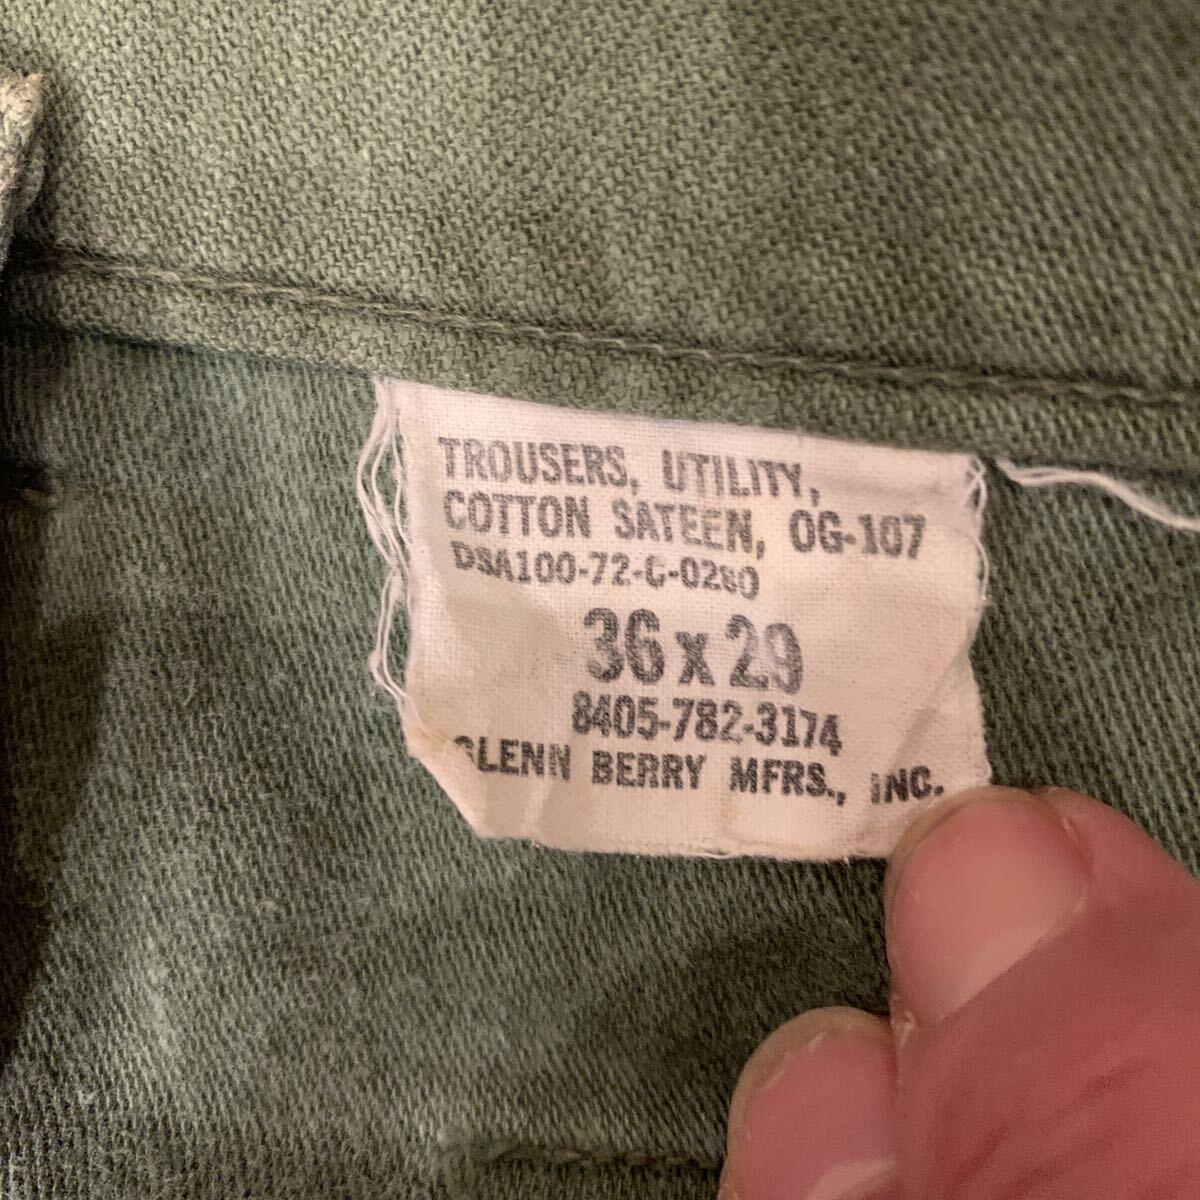 TROUSERS, UTILITY,
COTTON SATEEN, OG-107
DSA100-72-C-0280
36 x 29
8405-782-3174
GLENN BERRY MFRS., INC.